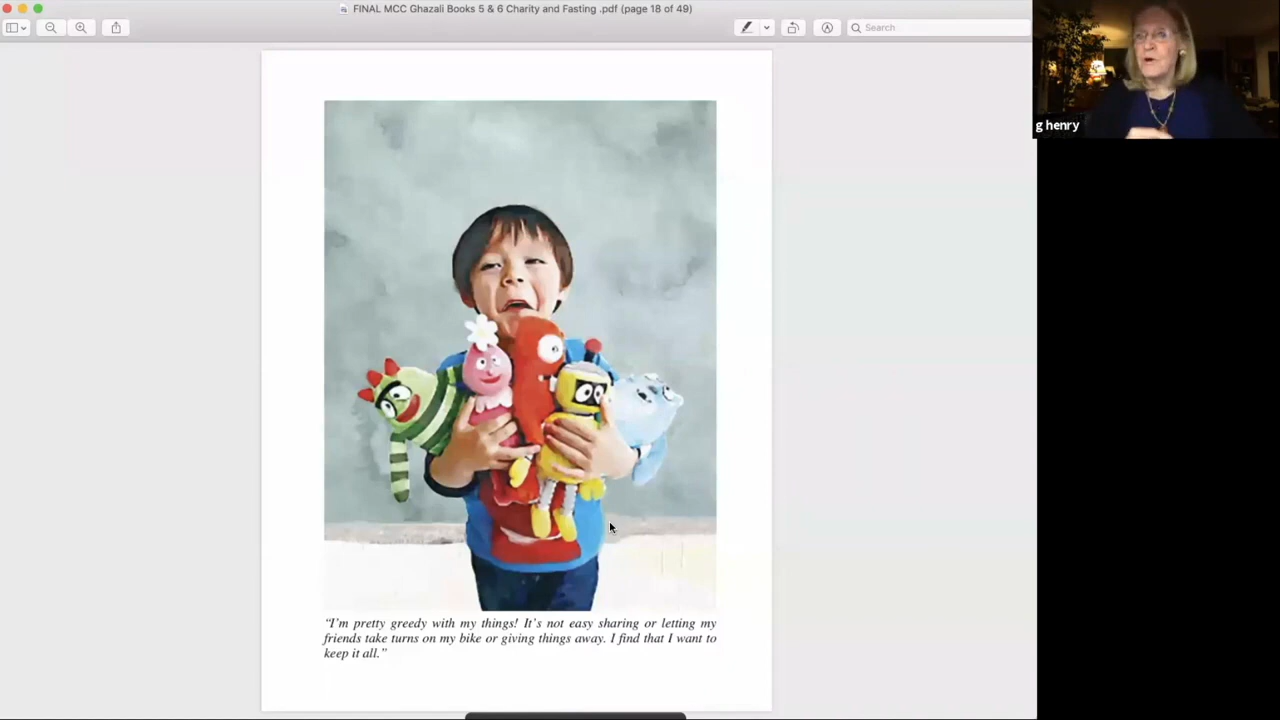 FINAL MCC Ghazali Books 5 & 6 Charity and Fasting .pdf (page 18 of 49)
Search
g henry
“I'm pretty greedy with my things! It's not easy sharing or letting my
friends take turns on my bike or giving things away. I find that I want to
keep it all.”